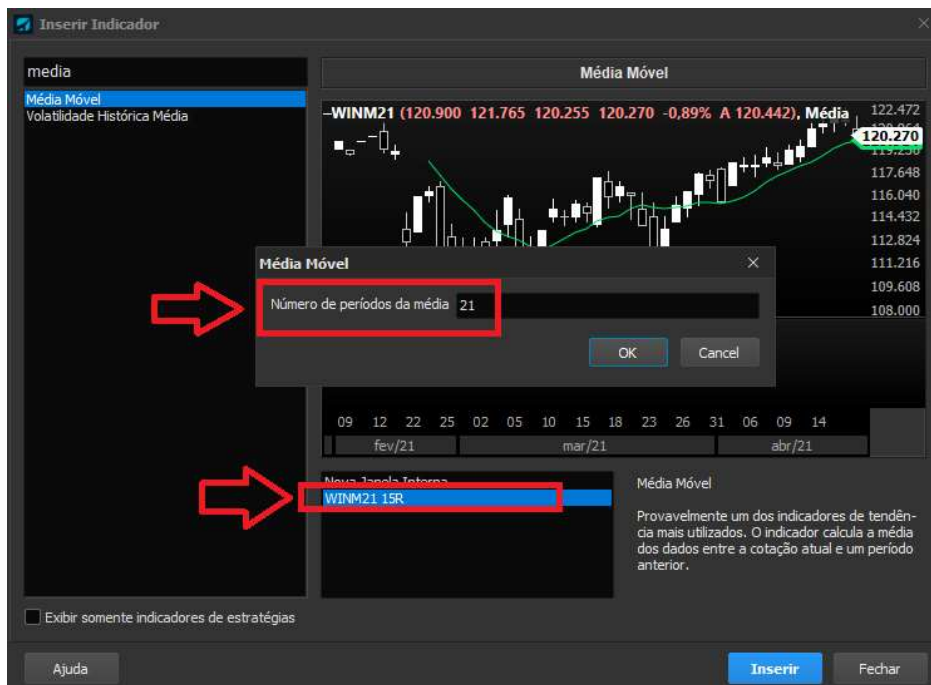 Inserir Indicador
media
Média Móvel
Volatilidade Histórica Média
Média Móvel
WINM21 (120.900 121.765 120.255 120.270 -0,89% A 120.442), Média
122.472
120.270
117.648
116.040
114.432
112.824
111.216
109.608
108.000
Média Móvel
Número de períodos da média 21
OK Cancel
09 12 22 25 02 05 10 15 18 23 26 31 06 09 14
fev/21 mar/21 abr/21
Nova Janela Interna
WINM21 15R
Média Móvel
Provavelmente um dos indicadores de tendên-
cia mais utilizados. O indicador calcula a média
dos dados entre a cotação atual e um período
anterior.
Exibir somente indicadores de estratégias
Ajuda Inserir Fechar